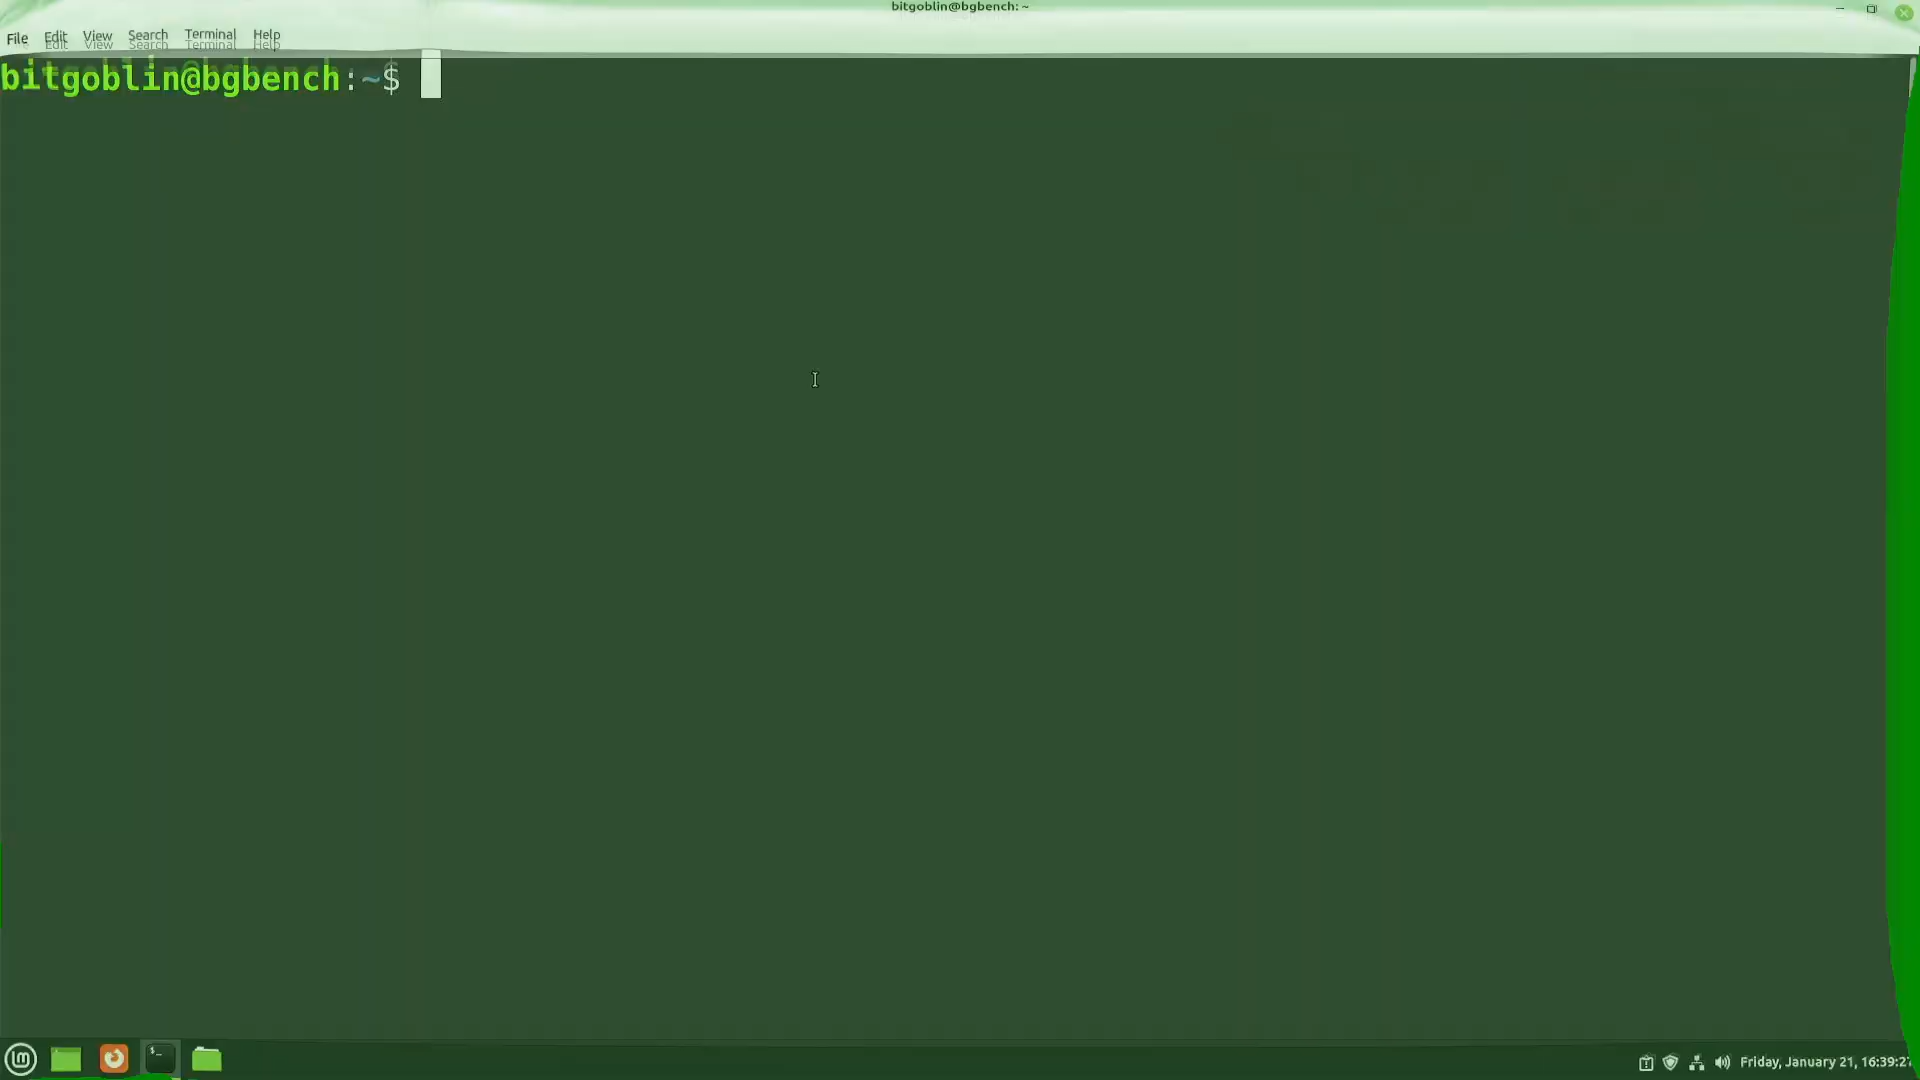 bitgoblin@bgbench: ~
File Edit View Search Terminal Help
bitgoblin@bgbench:~$
Friday, January 21, 16:39:27